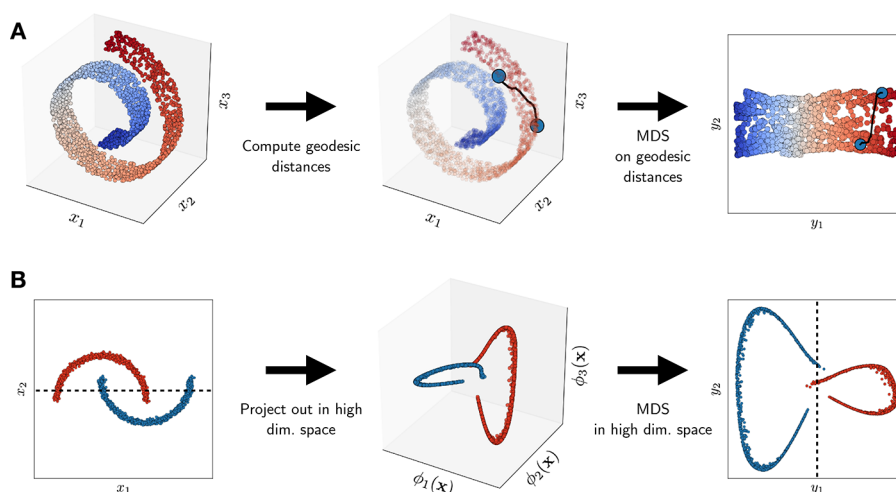 A
x₃
x₁
x₂
Compute geodesic
distances
x₃
x₁
x₂
MDS
on geodesic
distances
y₂
y₁
B
x₂
x₁
Project out in high
dim. space
ϕ₁(x)
ϕ₂(x)
ϕ₃(x)
MDS
in high dim. space
y₂
y₁